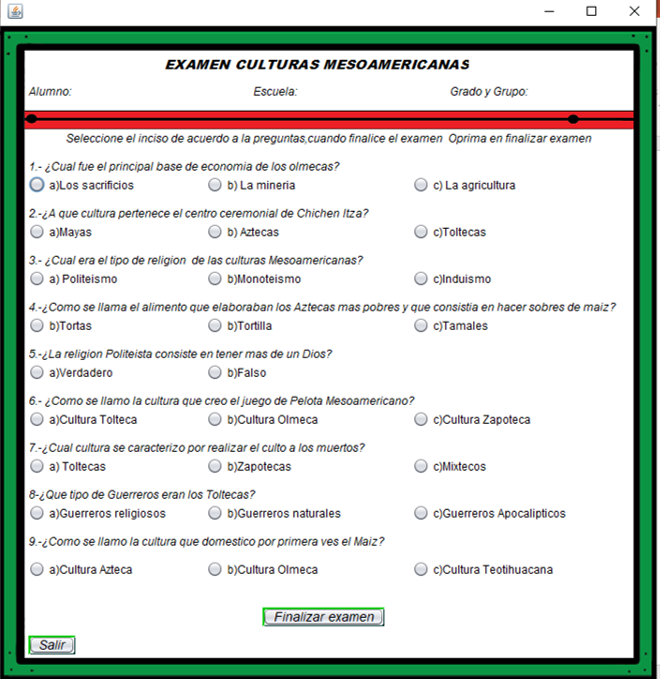 EXAMEN CULTURAS MESOAMERICANAS
Alumno: Escuela: Grado y Grupo:
Seleccione el inciso de acuerdo a la preguntas,cuando finalice el examen Oprima en finalizar examen
1.- ¿Cual fue el principal base de economia de los olmecas?
a)Los sacrificios b) La mineria c) La agricultura
2.-¿A que cultura pertenece el centro ceremonial de Chichen Itza?
a)Mayas b) Aztecas c)Toltecas
3.- ¿Cual era el tipo de religion de las culturas Mesoamericanas?
a) Politeismo b)Monoteismo c)Induismo
4.-¿Como se llama el alimento que elaboraban los Aztecas mas pobres y que consistia en hacer sobres de maiz?
b)Tortas b)Tortilla c)Tamales
5.-¿La religion Politeista consiste en tener mas de un Dios?
a)Verdadero b)Falso
6.- ¿Como se llamo la cultura que creo el juego de Pelota Mesoamericano?
a)Cultura Tolteca b)Cultura Olmeca c)Cultura Zapoteca
7.-¿Cual cultura se caracterizo por realizar el culto a los muertos?
a) Toltecas b)Zapotecas c)Mixtecos
8-¿Que tipo de Guerreros eran los Toltecas?
a)Guerreros religiosos b)Guerreros naturales c)Guerreros Apocalipticos
9.-¿Como se llamo la cultura que domestico por primera ves el Maiz?
a)Cultura Azteca b)Cultura Olmeca c)Cultura Teotihuacana
Finalizar examen
Salir